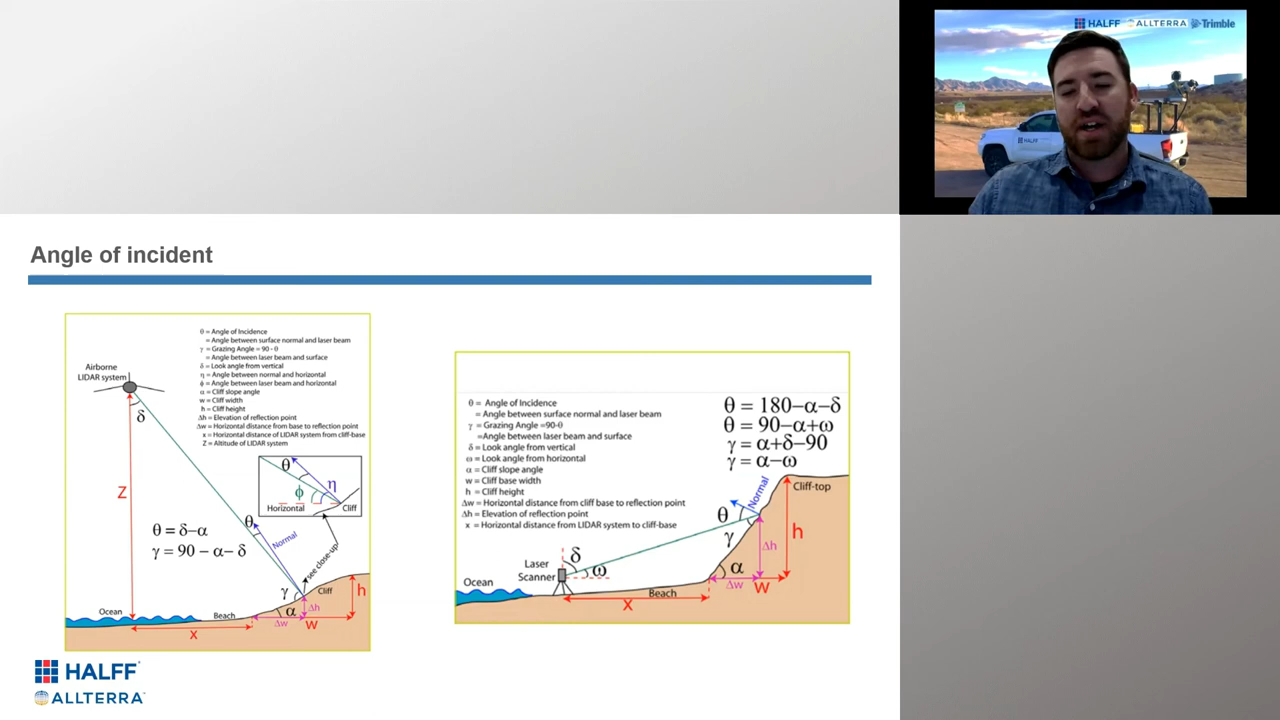 HALFF ALLTERRA Trimble
HALFF
Angle of incident
θ = Angle of Incidence
= Angle between surface normal and laser beam
γ = Grazing Angle = 90 - θ
= Angle between laser beam and surface
δ = Look angle from vertical
η = Angle between normal and horizontal
ϕ = Angle between laser beam and horizontal
α = Cliff slope angle
w = Cliff width
h = Cliff height
Δh = Elevation of reflection point
Δw = Horizontal distance from base to reflection point
x = Horizontal distance of LIDAR system from cliff-base
Z = Altitude of LIDAR system
Airborne
LIDAR system
δ
Z
θ
η
ϕ
Horizontal
Cliff
θ
Normal
see close-up
θ = δ–α
γ = 90 – α– δ
γ
Cliff
h
Ocean
Beach
α
Δh
Δw
w
x
θ = Angle of Incidence
= Angle between surface normal and laser beam
γ = Grazing Angle =90-θ
=Angle between laser beam and surface
δ = Look angle from vertical
ω = Look angle from horizontal
α = Cliff slope angle
w = Cliff base width
h = Cliff height
Δw = Horizontal distance from cliff base to reflection point
Δh = Elevation of reflection point
x = Horizontal distance from LIDAR system to cliff-base
θ = 180–α–δ
θ = 90–α+ω
γ = α+δ–90
γ = α–ω
Normal
Cliff-top
θ
γ
h
Δh
Laser
Scanner
δ
ω
α
Ocean
Beach
Δw
w
x
HALFF
ALLTERRA